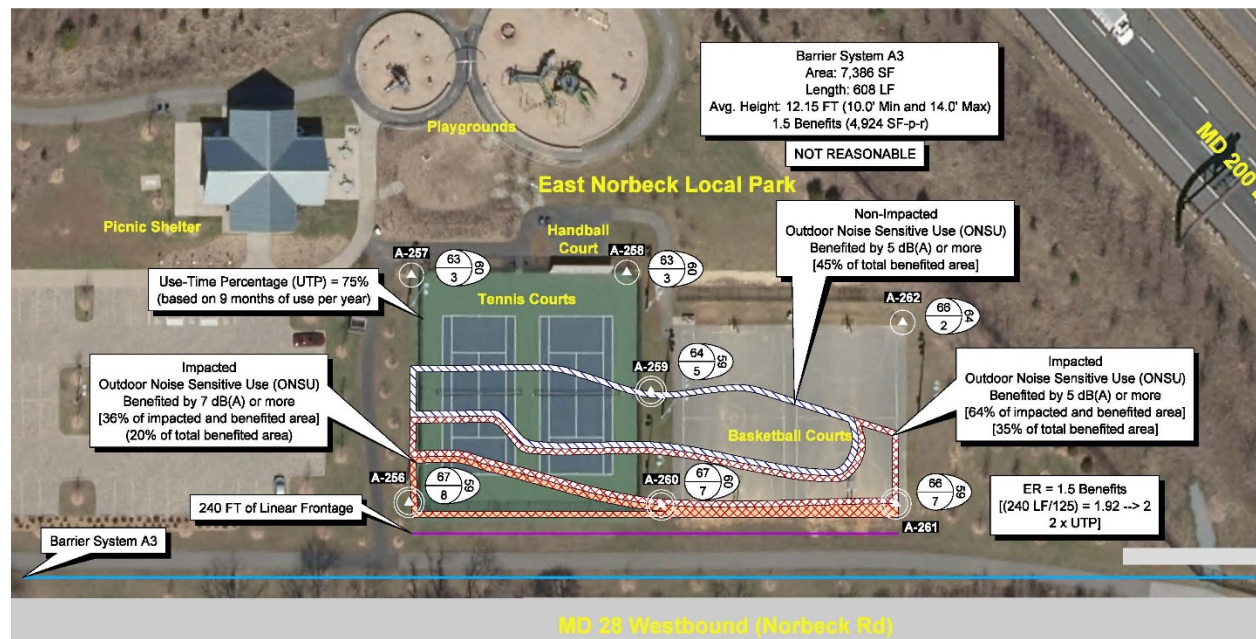 Barrier System A3
Area: 7,386 SF
Length: 608 LF
Avg. Height: 12.15 FT (10.0' Min and 14.0' Max)
1.5 Benefits (4,924 SF-p-r)
NOT REASONABLE
MD 200
Playgrounds
East Norbeck Local Park
Picnic Shelter
Handball
Court
Non-Impacted
Outdoor Noise Sensitive Use (ONSU)
Benefited by 5 dB(A) or more
[45% of total benefited area]
A-257
63
3
60
A-258
63
3
60
Use-Time Percentage (UTP) = 75%
(based on 9 months of use per year)
Tennis Courts
A-262
66
2
64
A-259
64
5
59
Impacted
Outdoor Noise Sensitive Use (ONSU)
Benefited by 7 dB(A) or more
[36% of impacted and benefited area]
(20% of total benefited area)
Impacted
Outdoor Noise Sensitive Use (ONSU)
Benefited by 5 dB(A) or more
[64% of impacted and benefited area]
[35% of total benefited area]
Basketball Courts
A-256
67
8
59
A-260
67
7
60
66
7
59
A-261
240 FT of Linear Frontage
ER = 1.5 Benefits
[(240 LF/125) = 1.92 --> 2
2 x UTP]
Barrier System A3
MD 28 Westbound (Norbeck Rd)